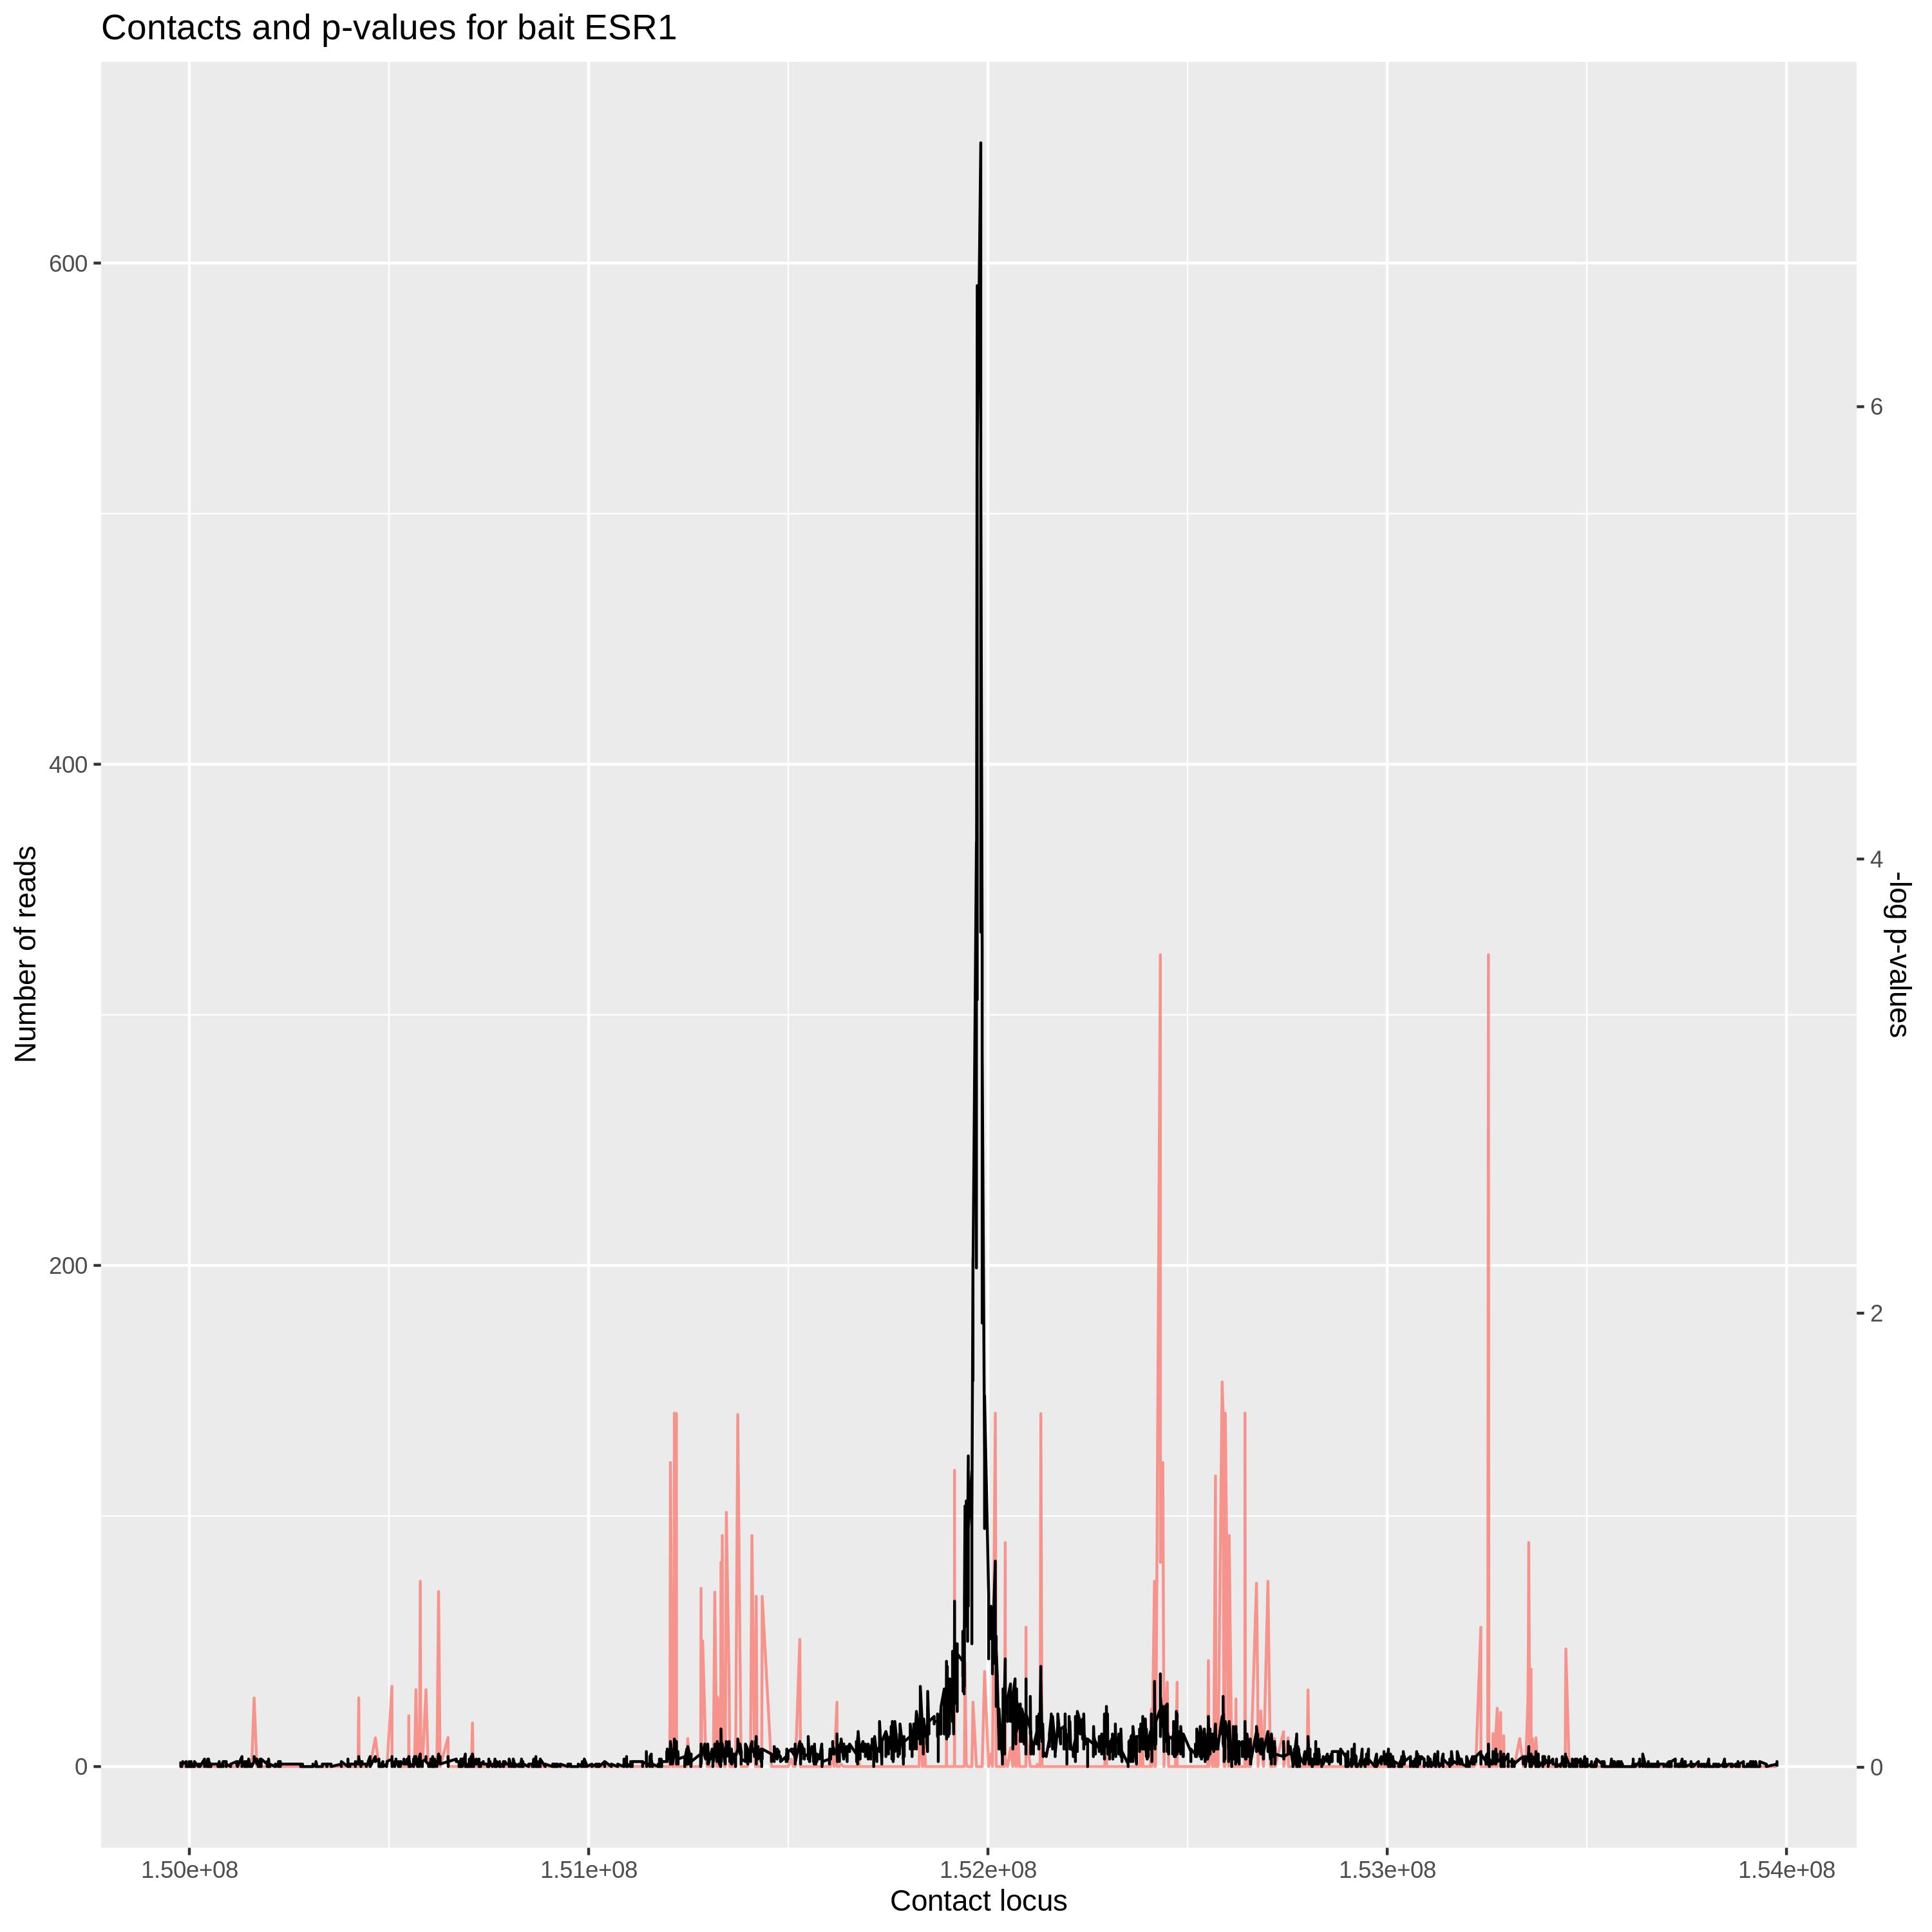 Contacts and p-values for bait ESR1
600
400
200
0
Number of reads
6
4
2
0
-log p-values
1.50e+08
1.51e+08
1.52e+08
1.53e+08
1.54e+08
Contact locus